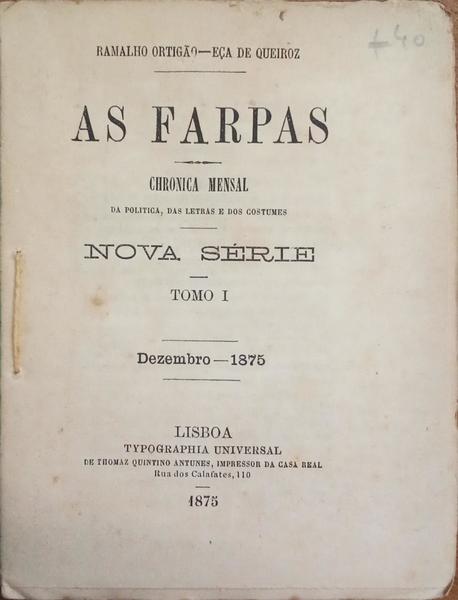 +40
RAMALHO ORTIGÃO—EÇA DE QUEIROZ
AS FARPAS
CHRONICA MENSAL
DA POLITICA, DAS LETRAS E DOS COSTUMES
NOVA SÉRIE
TOMO I
Dezembro—1875
LISBOA
TYPOGRAPHIA UNIVERSAL
DE THOMAZ QUINTINO ANTUNES, IMPRESSOR DA CASA REAL
Rua dos Calafates, 110
1875